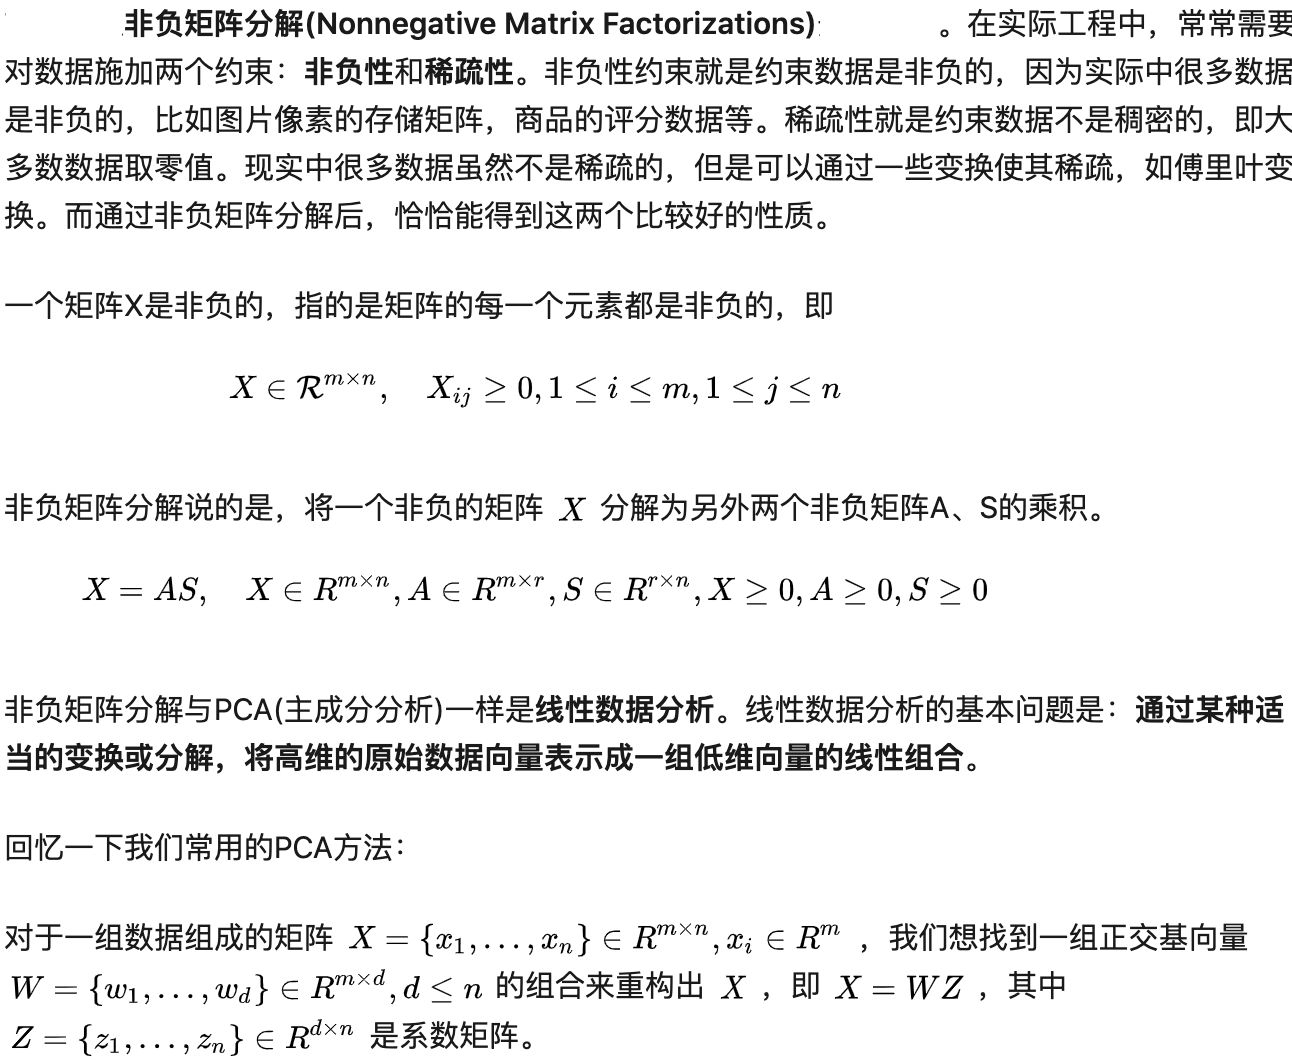 非负矩阵分解(Nonnegative Matrix Factorizations) 。在实际工程中，常常需要
对数据施加两个约束：非负性和稀疏性。非负性约束就是约束数据是非负的，因为实际中很多数据
是非负的，比如图片像素的存储矩阵，商品的评分数据等。稀疏性就是约束数据不是稠密的，即大
多数数据取零值。现实中很多数据虽然不是稀疏的，但是可以通过一些变换使其稀疏，如傅里叶变
换。而通过非负矩阵分解后，恰恰能得到这两个比较好的性质。
一个矩阵X是非负的，指的是矩阵的每一个元素都是非负的，即
$X \in \mathcal{R}^{m \times n}, \quad X_{ij} \geq 0, 1 \leq i \leq m, 1 \leq j \leq n$
非负矩阵分解说的是，将一个非负的矩阵 $X$ 分解为另外两个非负矩阵A、S的乘积。
$X = AS, \quad X \in R^{m \times n}, A \in R^{m \times r}, S \in R^{r \times n}, X \geq 0, A \geq 0, S \geq 0$
非负矩阵分解与PCA(主成分分析)一样是线性数据分析。线性数据分析的基本问题是：通过某种适
当的变换或分解，将高维的原始数据向量表示成一组低维向量的线性组合。
回忆一下我们常用的PCA方法：
对于一组数据组成的矩阵 $X = \{x_1, \ldots, x_n\} \in R^{m \times n}, x_i \in R^m$ ，我们想找到一组正交基向量
$W = \{w_1, \ldots, w_d\} \in R^{m \times d}, d \leq n$ 的组合来重构出 $X$ ，即 $X = WZ$ ，其中
$Z = \{z_1, \ldots, z_n\} \in R^{d \times n}$ 是系数矩阵。